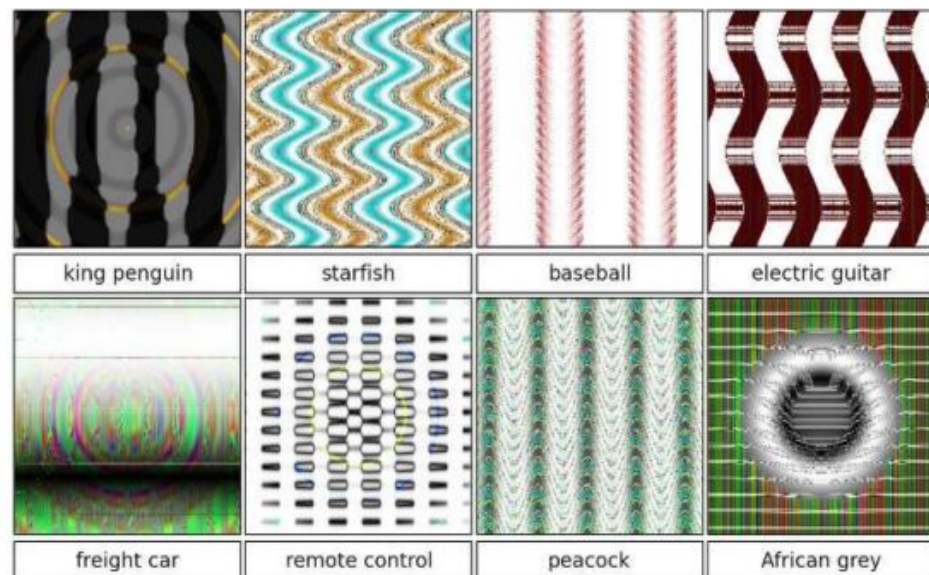 king penguin
starfish
baseball
electric guitar
freight car
remote control
peacock
African grey